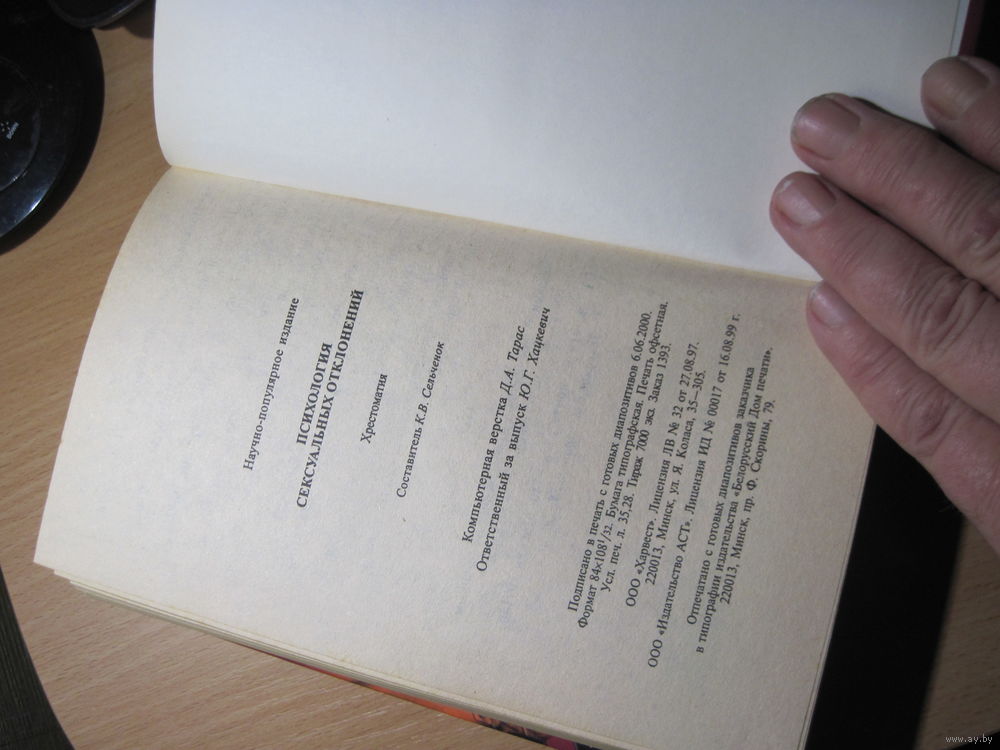 Научно-популярное издание
ПСИХОЛОГИЯ
СЕКСУАЛЬНЫХ ОТКЛОНЕНИЙ
Хрестоматия
Составитель К.В. Сельченок
Компьютерная верстка Д.А. Тарас
Ответственный за выпуск Ю.Г. Хацкевич
Подписано в печать с готовых диапозитивов 6.06.2000.
Формат 84×108¹/32. Бумага типографская. Печать офсетная.
Усл. печ. л. 35,28. Тираж 7000 экз. Заказ 1393.
ООО «Харвест». Лицензия ЛВ № 32 от 27.08.97.
220013, Минск, ул. Я. Коласа, 35—305.
ООО «Издательство АСТ». Лицензия ИД № 00017 от 16.08.99 г.
Отпечатано с готовых диапозитивов заказчика
в типографии издательства «Белорусский Дом печати».
220013, Минск, пр. Ф. Скорины, 79.
www.ay.by